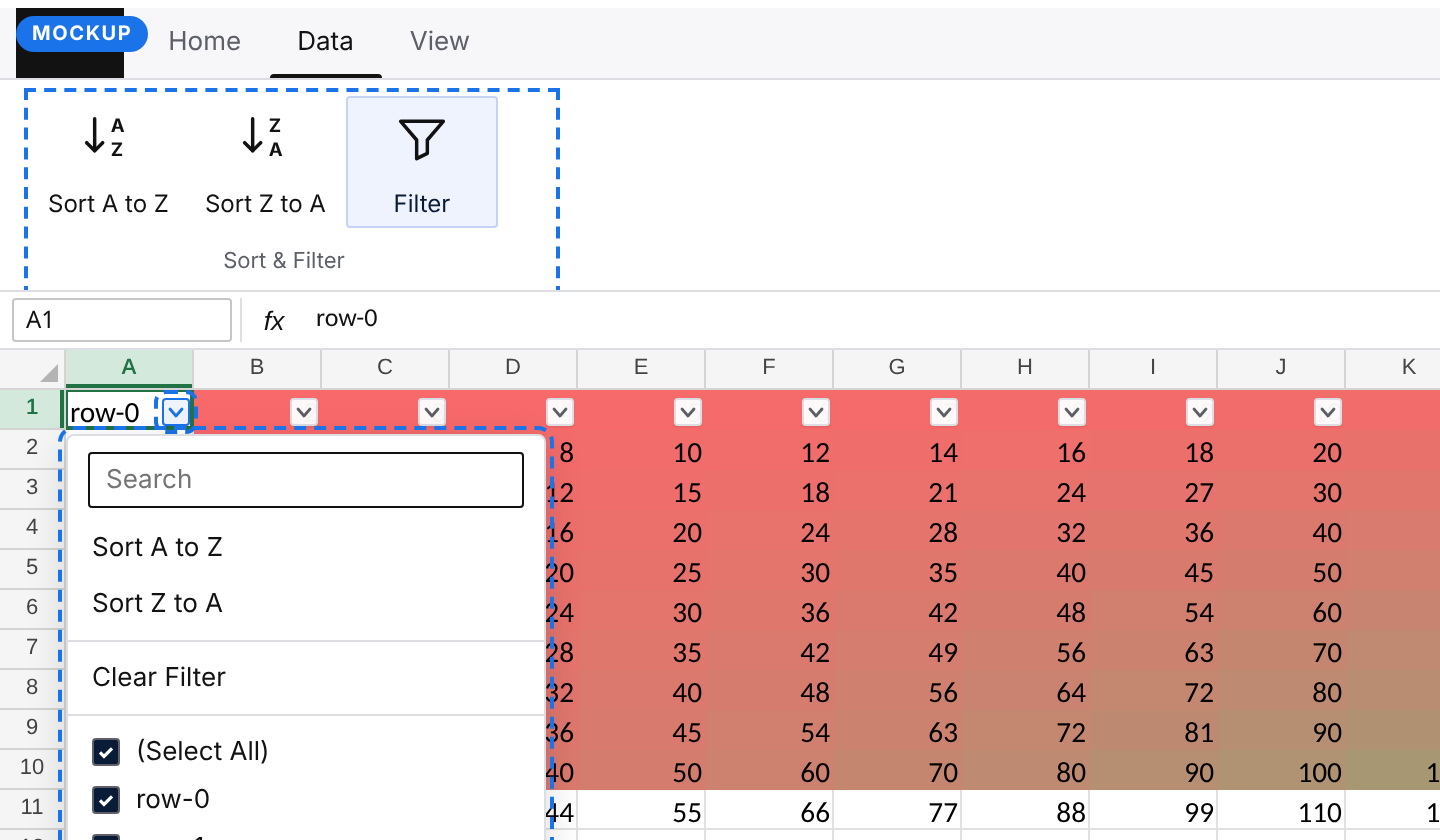 MOCKUP Home Data View
A Z Z A
Sort A to Z Sort Z to A Filter
Sort & Filter
A1 fx row-0
A B C D E F G H I J K
1 row-0
2 8 10 12 14 16 18 20
3 12 15 18 21 24 27 30
4 16 20 24 28 32 36 40
5 20 25 30 35 40 45 50
6 24 30 36 42 48 54 60
7 28 35 42 49 56 63 70
8 32 40 48 56 64 72 80
9 36 45 54 63 72 81 90
10 40 50 60 70 80 90 100 1
11 44 55 66 77 88 99 110 1
Search
Sort A to Z
Sort Z to A
Clear Filter
(Select All)
row-0